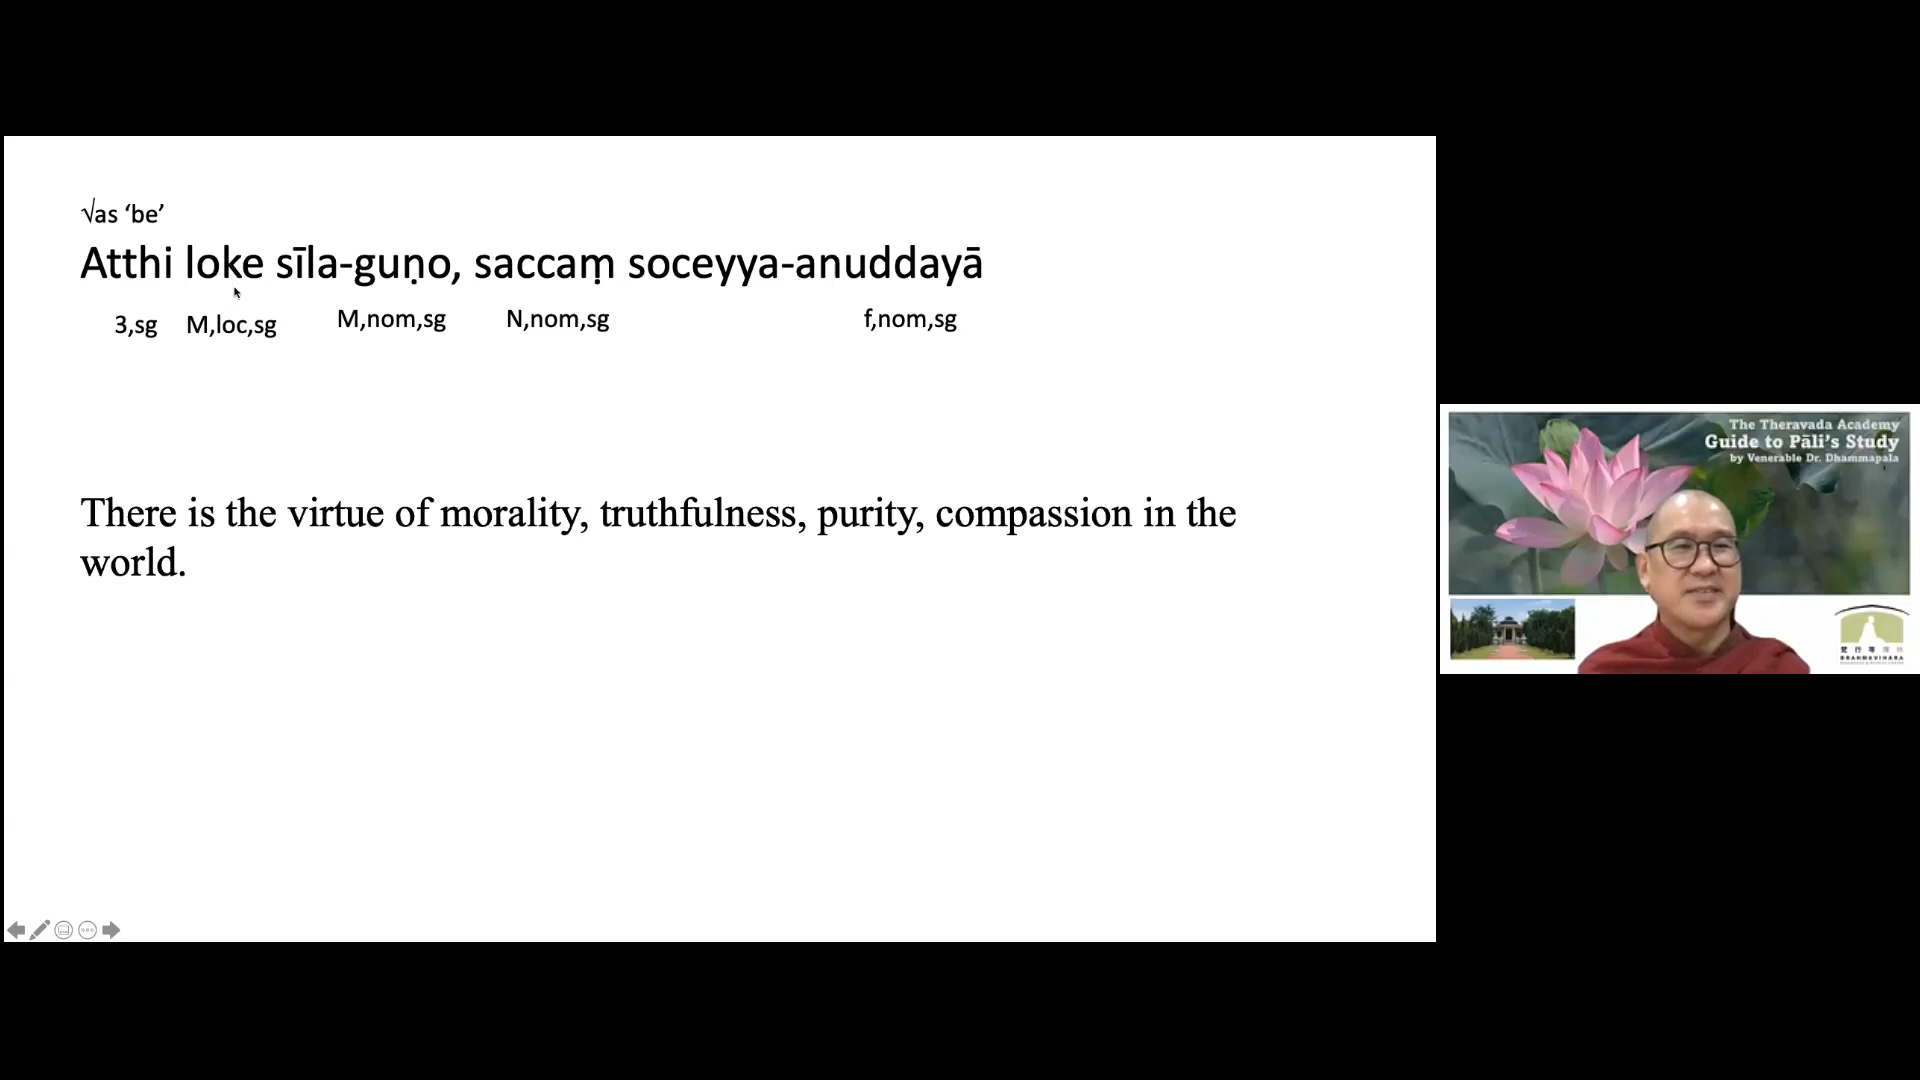 √as ‘be’
Atthi loke sīla-guṇo, saccaṃ soceyya-anuddayā
3,sg M,loc,sg M,nom,sg N,nom,sg f,nom,sg
There is the virtue of morality, truthfulness, purity, compassion in the
world.
The Theravada Academy
Guide to Pāli's Study
by Venerable Dr. Dhammapala
BRAHMAVIHARA